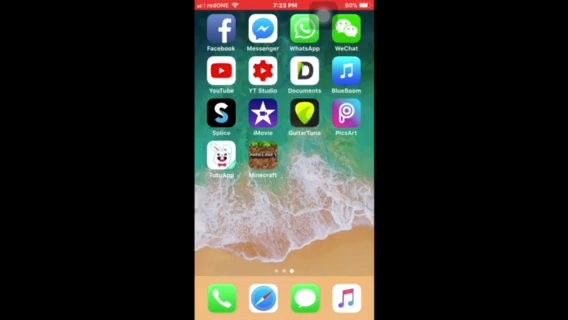 redONE 7:23 PM 80%
Facebook Messenger WhatsApp WeChat
YouTube YT Studio Documents BlueBoom
Splice iMovie GuitarTuna PicsArt
TutuApp Minecraft